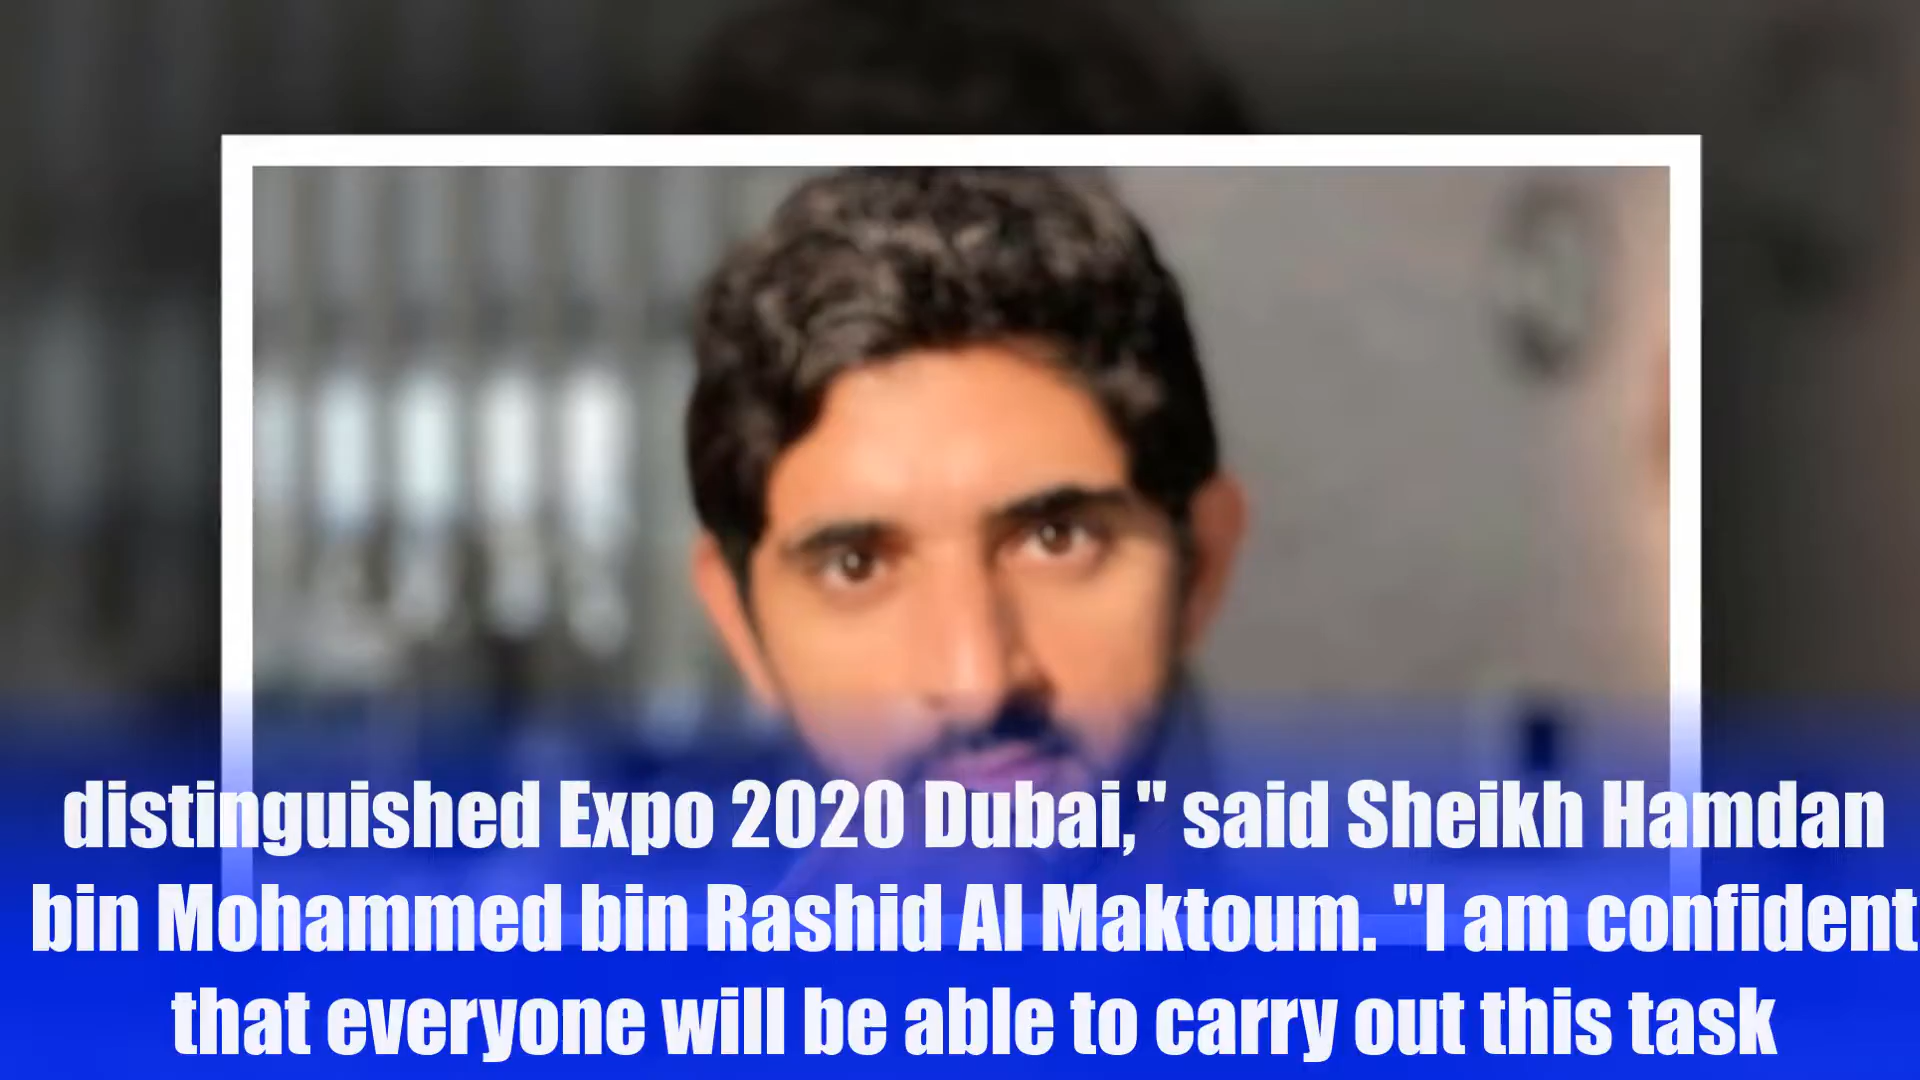 distinguished Expo 2020 Dubai," said Sheikh Hamdan
bin Mohammed bin Rashid Al Maktoum. "I am confident
that everyone will be able to carry out this task